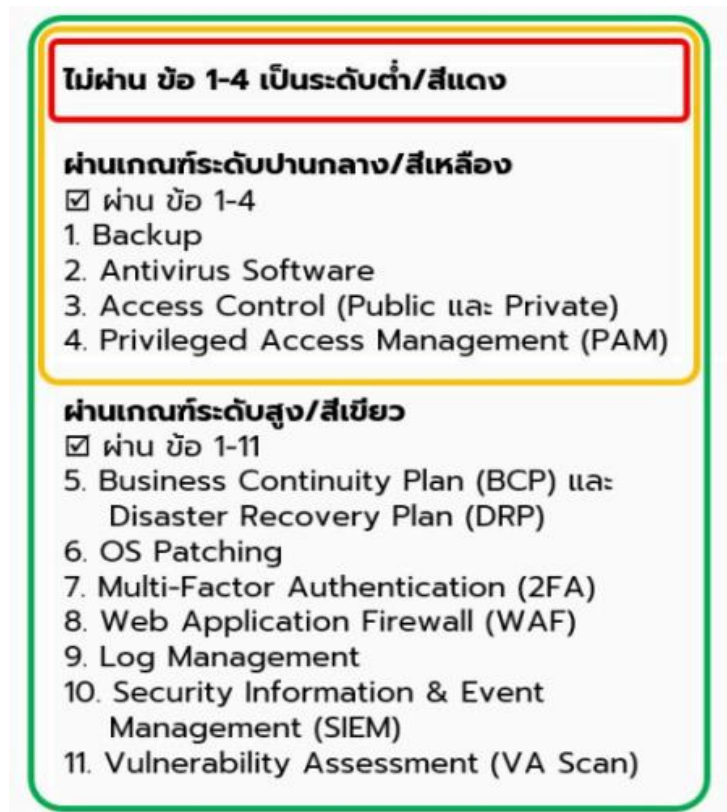 ไม่ผ่าน ข้อ 1-4 เป็นระดับต่ำ/สีแดง
ผ่านเกณฑ์ระดับปานกลาง/สีเหลือง
☑ ผ่าน ข้อ 1-4
1. Backup
2. Antivirus Software
3. Access Control (Public และ Private)
4. Privileged Access Management (PAM)
ผ่านเกณฑ์ระดับสูง/สีเขียว
☑ ผ่าน ข้อ 1-11
5. Business Continuity Plan (BCP) และ
Disaster Recovery Plan (DRP)
6. OS Patching
7. Multi-Factor Authentication (2FA)
8. Web Application Firewall (WAF)
9. Log Management
10. Security Information & Event
Management (SIEM)
11. Vulnerability Assessment (VA Scan)